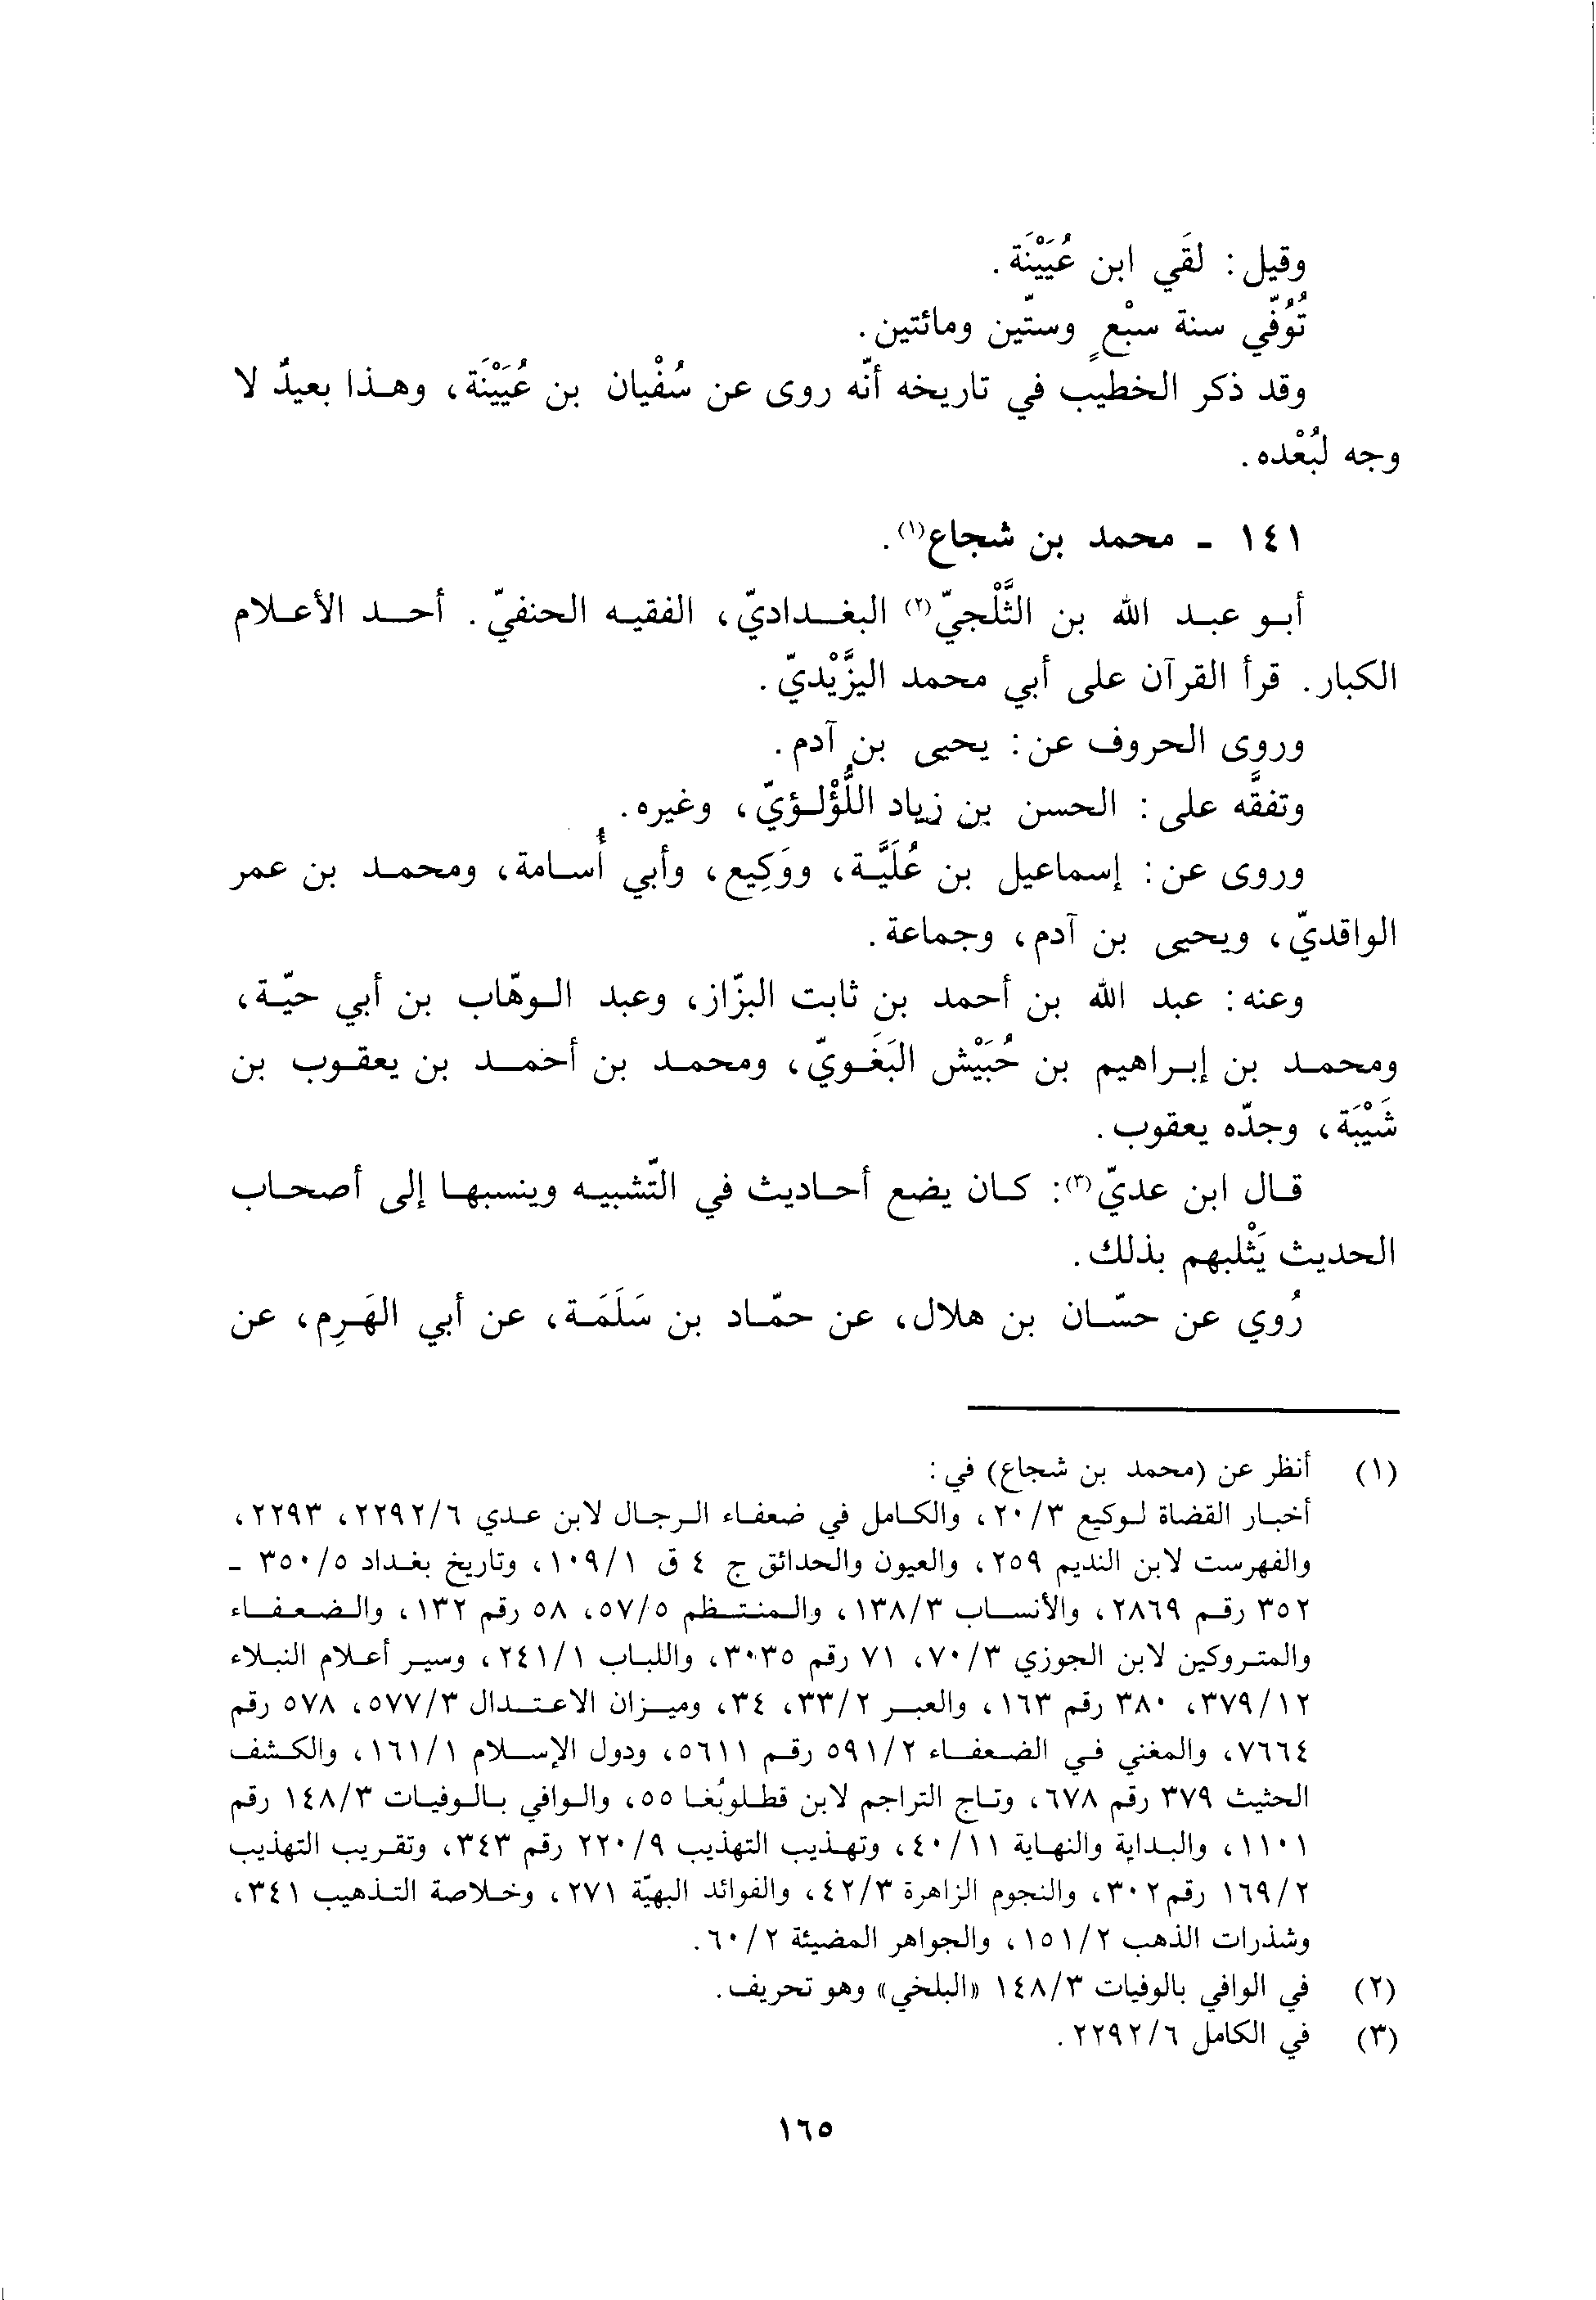 وقيل: لقَي ابن عُيَيْنَة.
تُوُفّي سنة سبْعٍ وستّين ومائتين.
وقد ذكر الخطيب في تاريخه أنّه روى عن سُفْيان بن عُيَيْنَة، وهذا بعيدٌ لا
وجه لبُعْده.
١٤١ - محمد بن شجاع(١).
أبو عبد الله بن الثَّلْجيّ(٢) البغداديّ، الفقيه الحنفيّ. أحد الأعلام
الكبار. قرأ القرآن على أبي محمد اليزَّيْديّ.
وروى الحروف عن: يحيى بن آدم.
وتفقَّه على: الحسن بن زياد اللُّؤْلؤيّ، وغيره.
وروى عن: إسماعيل بن عُلَيَّة، ووَكِيع، وأبي أُسامة، ومحمد بن عمر
الواقديّ، ويحيى بن آدم، وجماعة.
وعنه: عبد الله بن أحمد بن ثابت البزّاز، وعبد الوهّاب بن أبي حيّة،
ومحمد بن إبراهيم بن حُبَيْش البَغَويّ، ومحمد بن أحمد بن يعقوب بن
شَيْبَة، وجدّه يعقوب.
قال ابن عديّ(٣): كان يضع أحاديث في التّشبيه وينسبها إلى أصحاب
الحديث يَثْلبهم بذلك.
رُوي عن حسّان بن هلال، عن حمّاد بن سَلَمَة، عن أبي الهَرِم، عن
(١) أنظر عن (محمد بن شجاع) في:
أخبار القضاة لوكيع ٣/٢٠، والكامل في ضعفاء الرجال لابن عدي ٦/٢٢٩٢، ٢٢٩٣،
والفهرست لابن النديم ٢٥٩، والعيون والحدائق ج ٤ ق ١/١٠٩، وتاريخ بغداد ٥/٣٥٠ -
٣٥٢ رقم ٢٨٦٩، والأنساب ٣/١٣٨، والمنتظم ٥/٥٧، ٥٨ رقم ١٣٢، والضعفاء
والمتروكين لابن الجوزي ٣/٧٠، ٧١ رقم ٣٠٣٥، واللباب ١/٢٤١، وسير أعلام النبلاء
١٢/٣٧٩، ٣٨٠ رقم ١٦٣، والعبر ٢/٣٣، ٣٤، وميزان الاعتدال ٣/٥٧٧، ٥٧٨ رقم
٧٦٦٤، والمغني في الضعفاء ٢/٥٩١ رقم ٥٦١١، ودول الإسلام ١/١٦١، والكشف
الحثيث ٣٧٩ رقم ٦٧٨، وتاج التراجم لابن قطلوبُغا ٥٥، والوافي بالوفيات ٣/١٤٨ رقم
١١٠١، والبداية والنهاية ١١/٤٠، وتهذيب التهذيب ٩/٢٢٠ رقم ٣٤٣، وتقريب التهذيب
٢/١٦٩ رقم ٣٠٢، والنجوم الزاهرة ٣/٤٢، والفوائد البهيّة ٢٧١، وخلاصة التذهيب ٣٤١،
وشذرات الذهب ٢/١٥١، والجواهر المضيئة ٢/٦٠.
(٢) في الوافي بالوفيات ٣/١٤٨ «البلخي» وهو تحريف.
(٣) في الكامل ٦/٢٢٩٢.
١٦٥